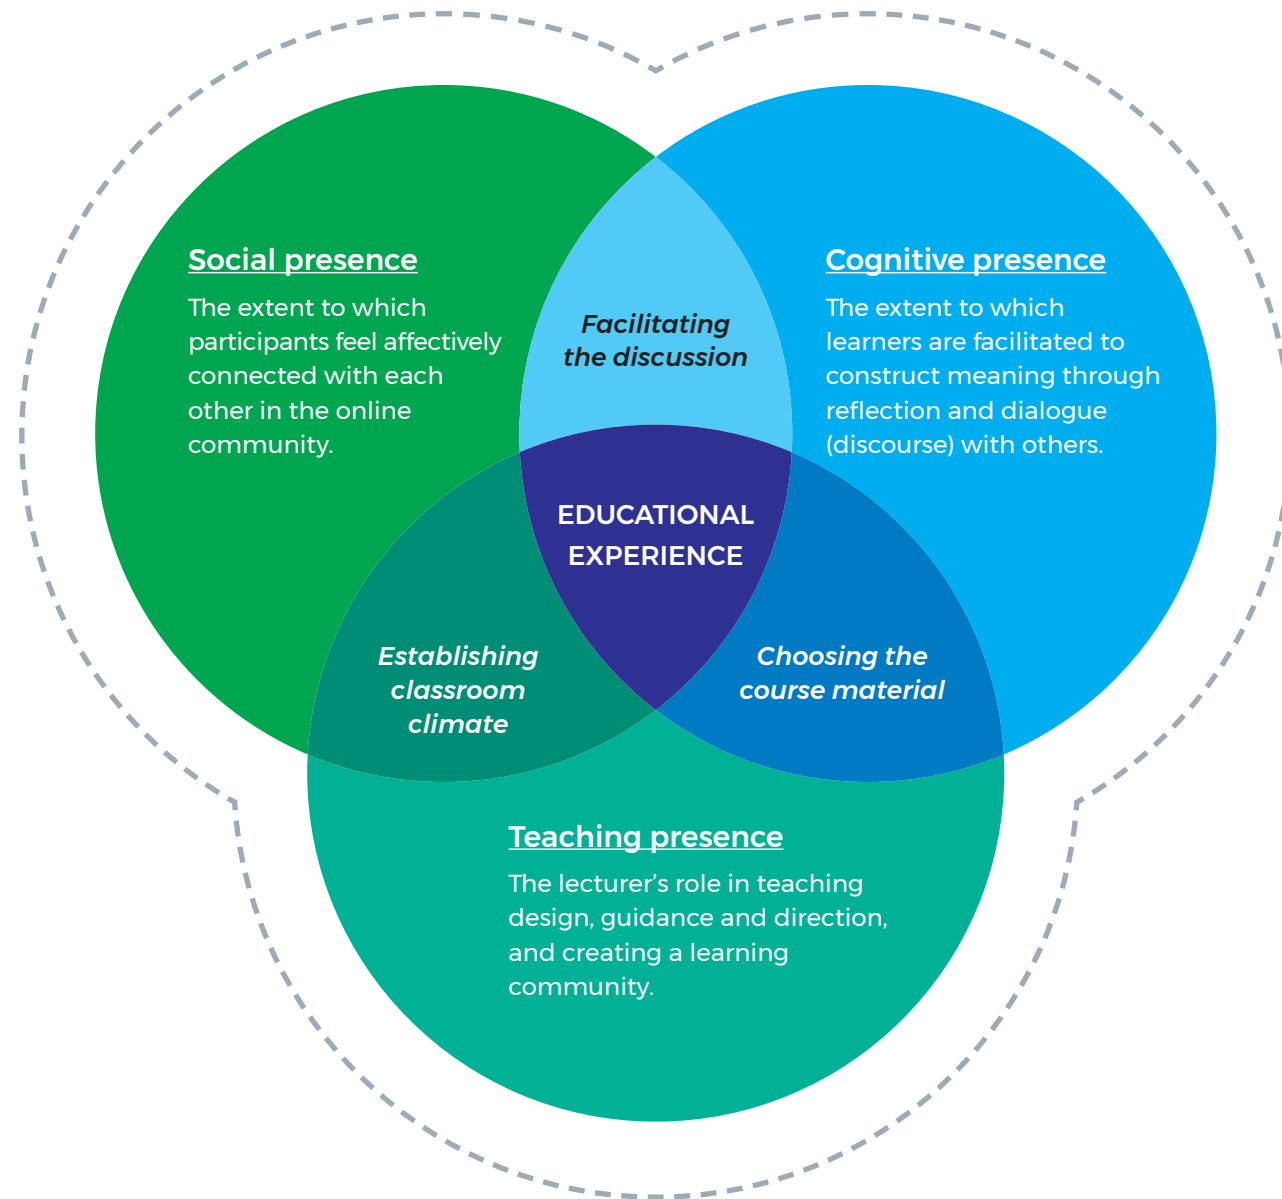 Social presence
The extent to which
participants feel affectively
connected with each
other in the online
community.
Facilitating
the discussion
Cognitive presence
The extent to which
learners are facilitated to
construct meaning through
reflection and dialogue
(discourse) with others.
EDUCATIONAL
EXPERIENCE
Establishing
classroom
climate
Choosing the
course material
Teaching presence
The lecturer’s role in teaching
design, guidance and direction,
and creating a learning
community.